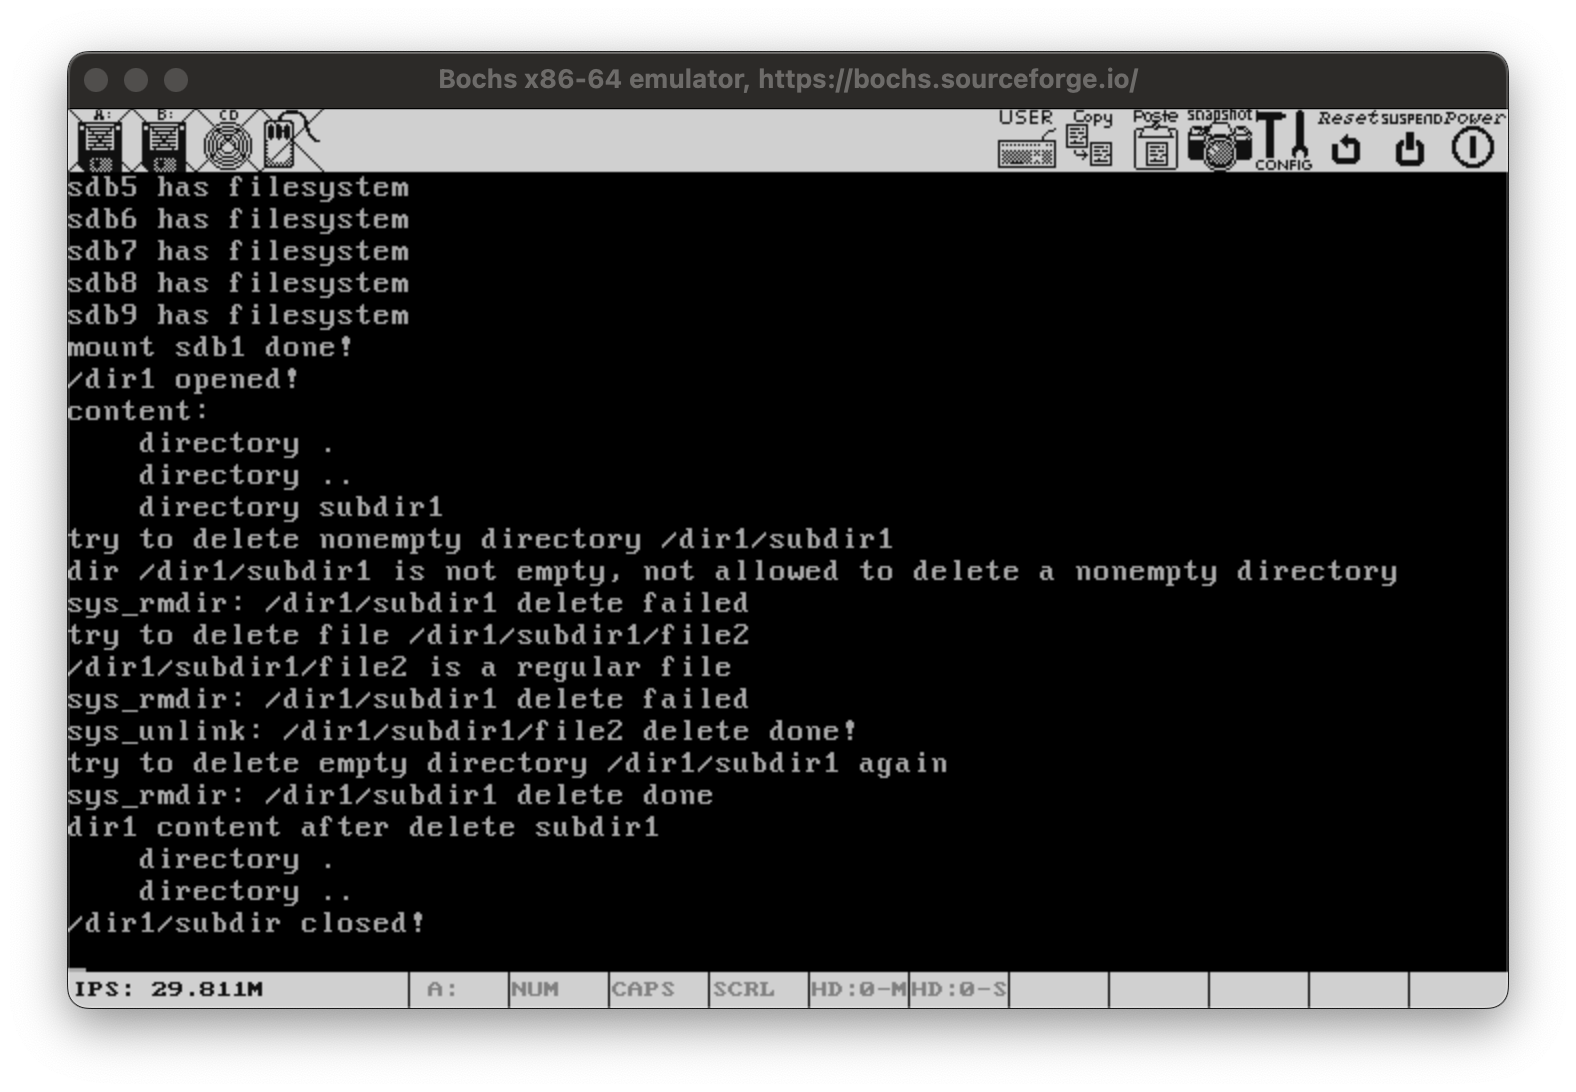 Bochs x86-64 emulator, https://bochs.sourceforge.io/
A: B: CD USER Copy Paste snapshot CONFIG Reset SUSPEND Power
sdb5 has filesystem
sdb6 has filesystem
sdb7 has filesystem
sdb8 has filesystem
sdb9 has filesystem
mount sdb1 done!
/dir1 opened!
content:
    directory .
    directory ..
    directory subdir1
try to delete nonempty directory /dir1/subdir1
dir /dir1/subdir1 is not empty, not allowed to delete a nonempty directory
sys_rmdir: /dir1/subdir1 delete failed
try to delete file /dir1/subdir1/file2
/dir1/subdir1/file2 is a regular file
sys_rmdir: /dir1/subdir1 delete failed
sys_unlink: /dir1/subdir1/file2 delete done!
try to delete empty directory /dir1/subdir1 again
sys_rmdir: /dir1/subdir1 delete done
dir1 content after delete subdir1
    directory .
    directory ..
/dir1/subdir closed!
IPS: 29.811M A: NUM CAPS SCRL HD:0-M HD:0-S